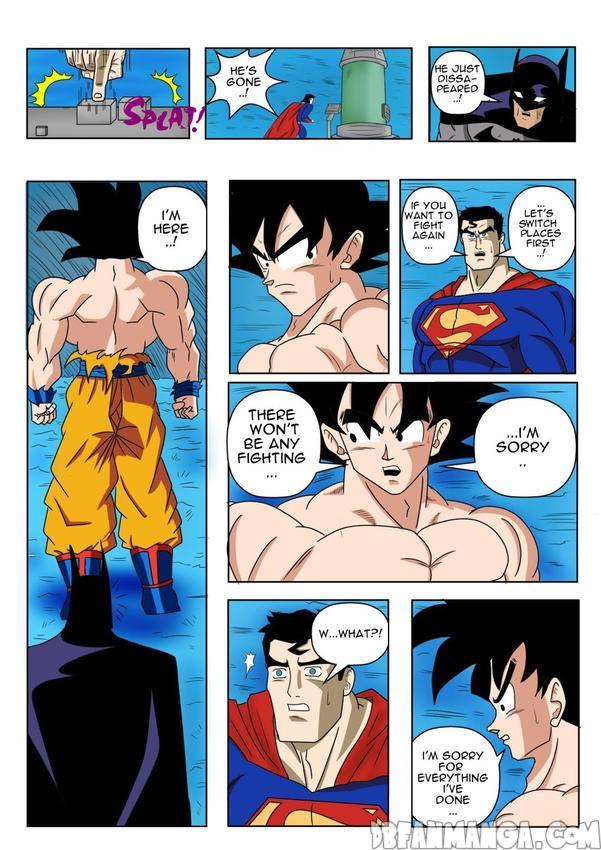 SPLAT!
HE'S
GONE
..!
HE JUST
DISSA-
PEARED
..!
I'M
HERE
..!
IF YOU
WANT TO
FIGHT
AGAIN
...
...
LET'S
SWITCH
PLACES
FIRST
..!
S
THERE
WON'T
BE ANY
FIGHTING
..
...I'M
SORRY
..
W...WHAT?!
I'M SORRY
FOR
EVERYTHING
I'VE
DONE
...
DBFANMANGA.COM